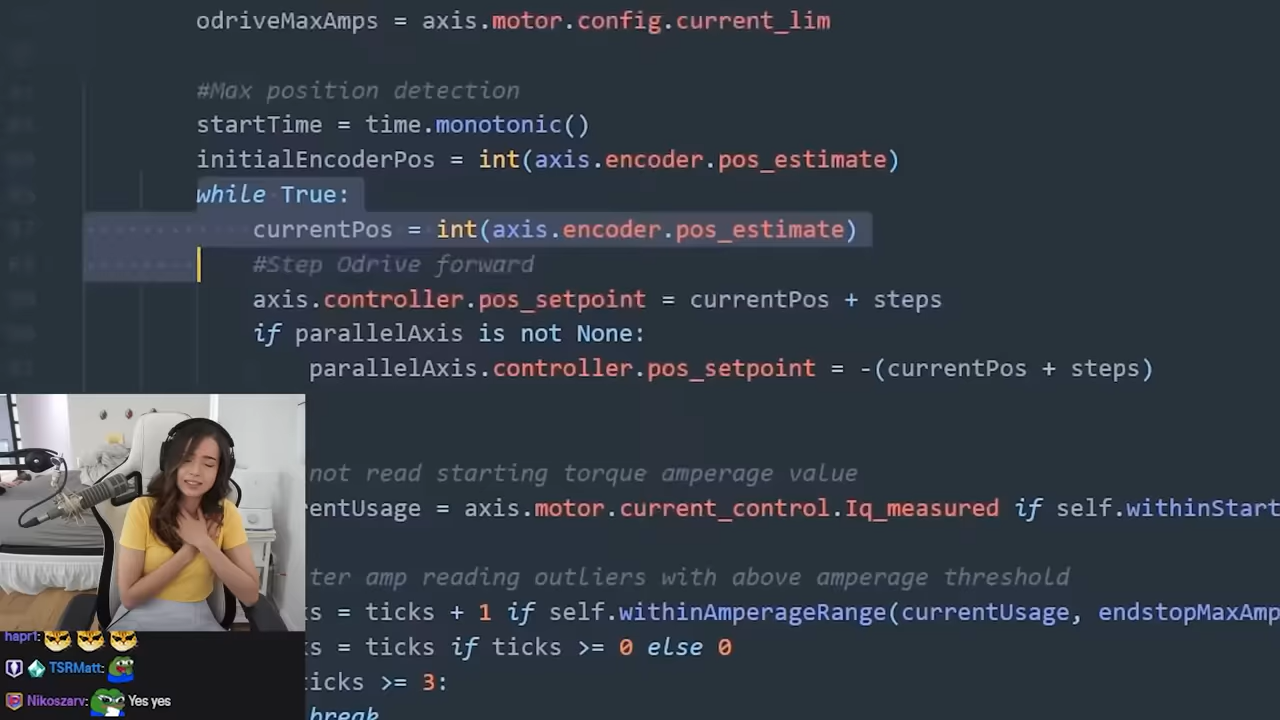 odriveMaxAmps = axis.motor.config.current_lim
#Max position detection
startTime = time.monotonic()
initialEncoderPos = int(axis.encoder.pos_estimate)
while True:
currentPos = int(axis.encoder.pos_estimate)
#Step Odrive forward
axis.controller.pos_setpoint = currentPos + steps
if parallelAxis is not None:
parallelAxis.controller.pos_setpoint = -(currentPos + steps)
not read starting torque amperage value
entUsage = axis.motor.current_control.Iq_measured if self.withinStart
ter amp reading outliers with above amperage threshold
s = ticks + 1 if self.withinAmperageRange(currentUsage, endstopMaxAmp
s = ticks if ticks >= 0 else 0
ticks >= 3:
break
hapr1:
TSRMatt:
Nikoszarv: Yes yes